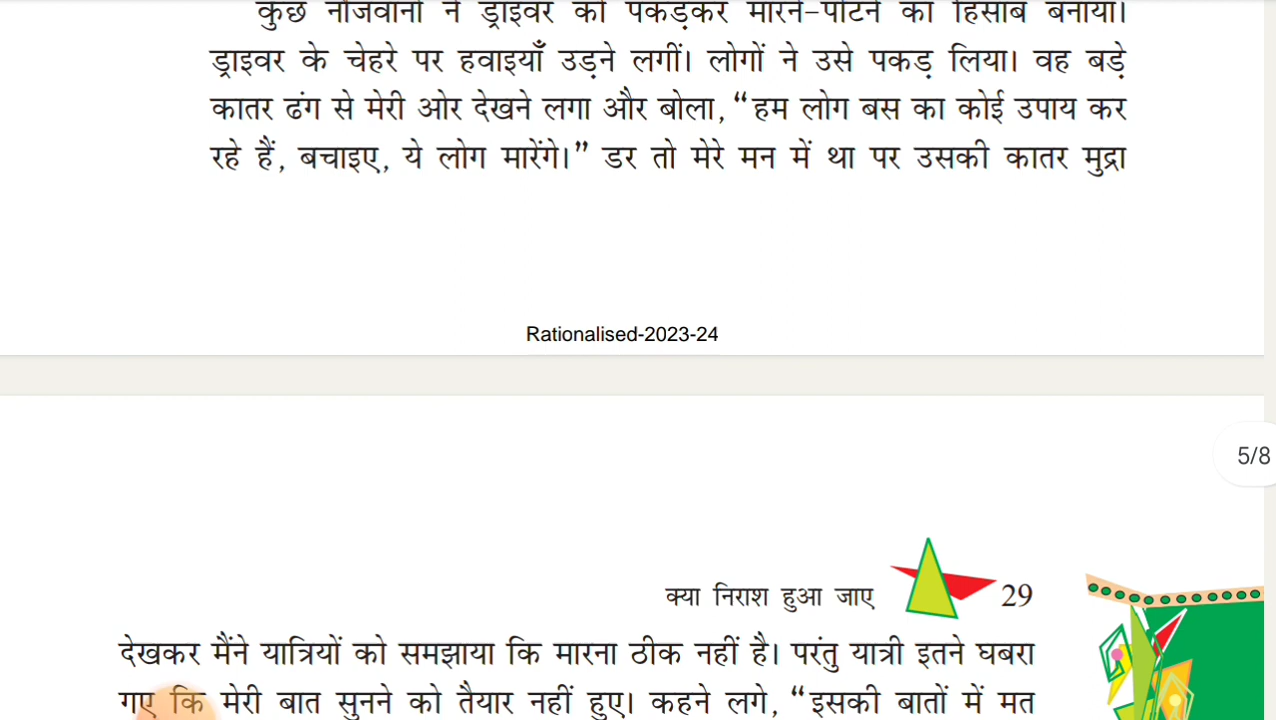 कुछ नौजवानों ने ड्राइवर को पकड़कर मारने-पीटने का हिसाब बनाया।
ड्राइवर के चेहरे पर हवाइयाँ उड़ने लगीं। लोगों ने उसे पकड़ लिया। वह बड़े
कातर ढंग से मेरी ओर देखने लगा और बोला, “हम लोग बस का कोई उपाय कर
रहे हैं, बचाइए, ये लोग मारेंगे।” डर तो मेरे मन में था पर उसकी कातर मुद्रा
Rationalised-2023-24
5/8
क्या निराश हुआ जाए 29
देखकर मैंने यात्रियों को समझाया कि मारना ठीक नहीं है। परंतु यात्री इतने घबरा
गए कि मेरी बात सुनने को तैयार नहीं हुए। कहने लगे, “इसकी बातों में मत